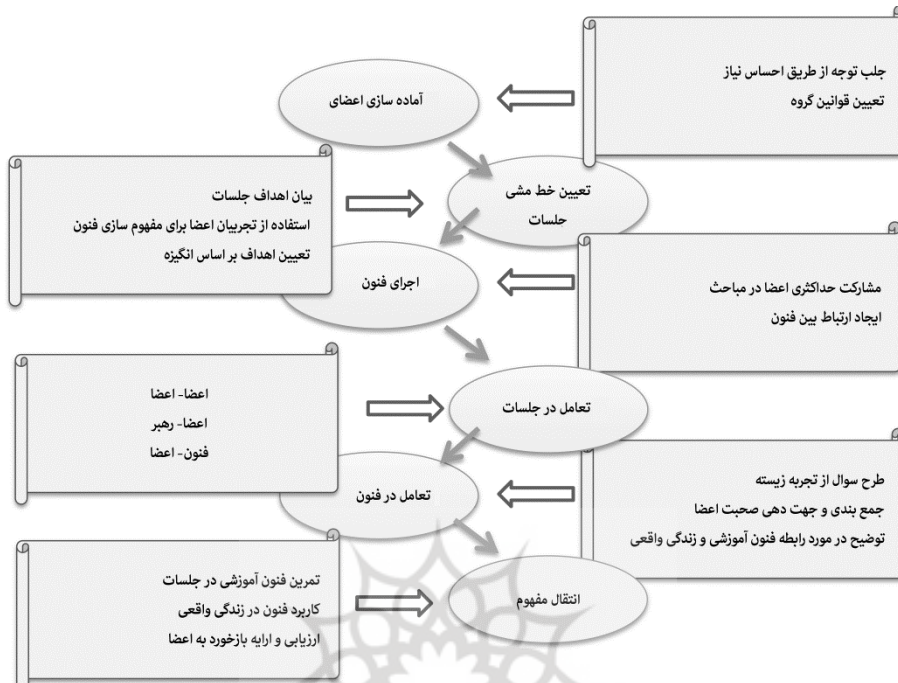 جلب توجه از طریق احساس نیاز
تعیین قوانین گروه
آماده سازی اعضای
بیان اهداف جلسات
استفاده از تجربیان اعضا برای مفهوم سازی فنون
تعیین اهداف بر اساس انگیزه
تعیین خط مشی
جلسات
مشارکت حداکثری اعضا در مباحث
ایجاد ارتباط بین فنون
اجرای فنون
اعضا- اعضا
اعضا- رهبر
فنون- اعضا
تعامل در جلسات
طرح سوال از تجربه زیسته
جمع بندی و جهت دهی صحبت اعضا
توضیح در مورد رابطه فنون آموزشی و زندگی واقعی
تعامل در فنون
تمرین فنون آموزشی در جلسات
کاربرد فنون در زندگی واقعی
ارزیابی و ارایه بازخورد به اعضا
انتقال مفهوم